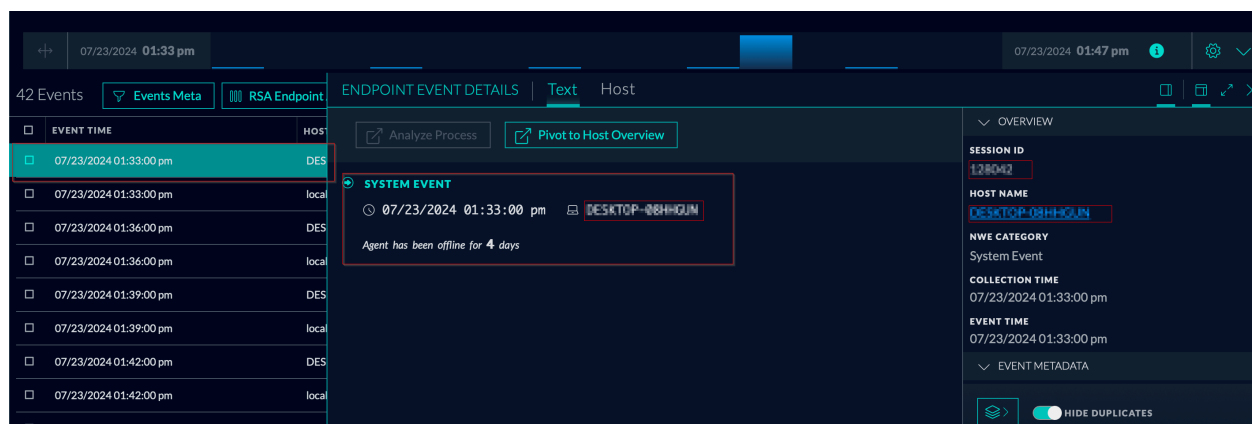 07/23/2024 01:33 pm
07/23/2024 01:47 pm
42 Events
Events Meta
RSA Endpoint
ENDPOINT EVENT DETAILS
Text
Host
EVENT TIME
HOST
07/23/2024 01:33:00 pm
DES
07/23/2024 01:33:00 pm
local
07/23/2024 01:36:00 pm
DES
07/23/2024 01:36:00 pm
local
07/23/2024 01:39:00 pm
DES
07/23/2024 01:39:00 pm
local
07/23/2024 01:42:00 pm
DES
07/23/2024 01:42:00 pm
local
Analyze Process
Pivot to Host Overview
SYSTEM EVENT
07/23/2024 01:33:00 pm
Agent has been offline for 4 days
OVERVIEW
SESSION ID
HOST NAME
NWE CATEGORY
System Event
COLLECTION TIME
07/23/2024 01:33:00 pm
EVENT TIME
07/23/2024 01:33:00 pm
EVENT METADATA
HIDE DUPLICATES